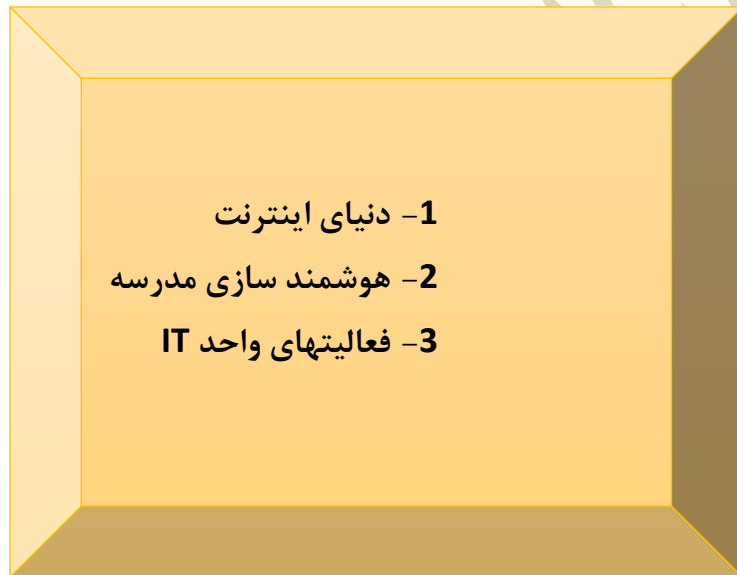 1- دنیای اینترنت
2- هوشمند سازی مدرسه
3- فعالیتهای واحد IT